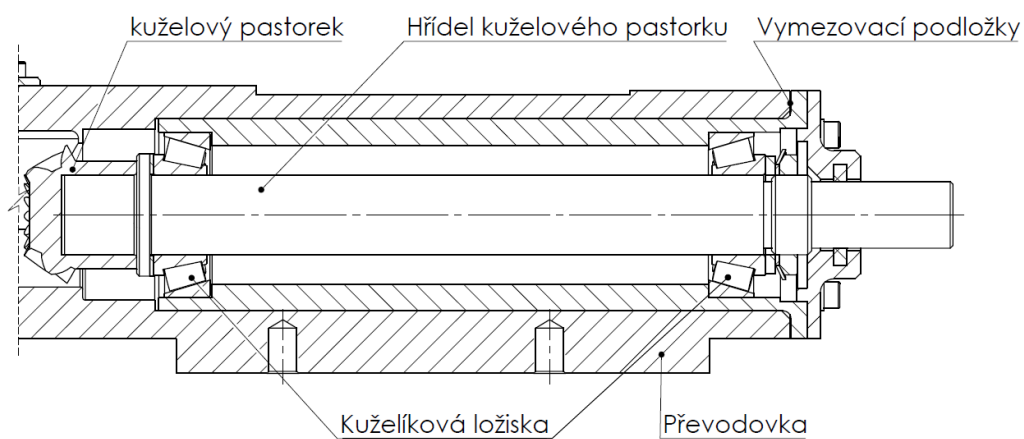 kuželový pastorek
Hřídel kuželového pastorku
Vymezovací podložky
Kuželíková ložiska
Převodovka